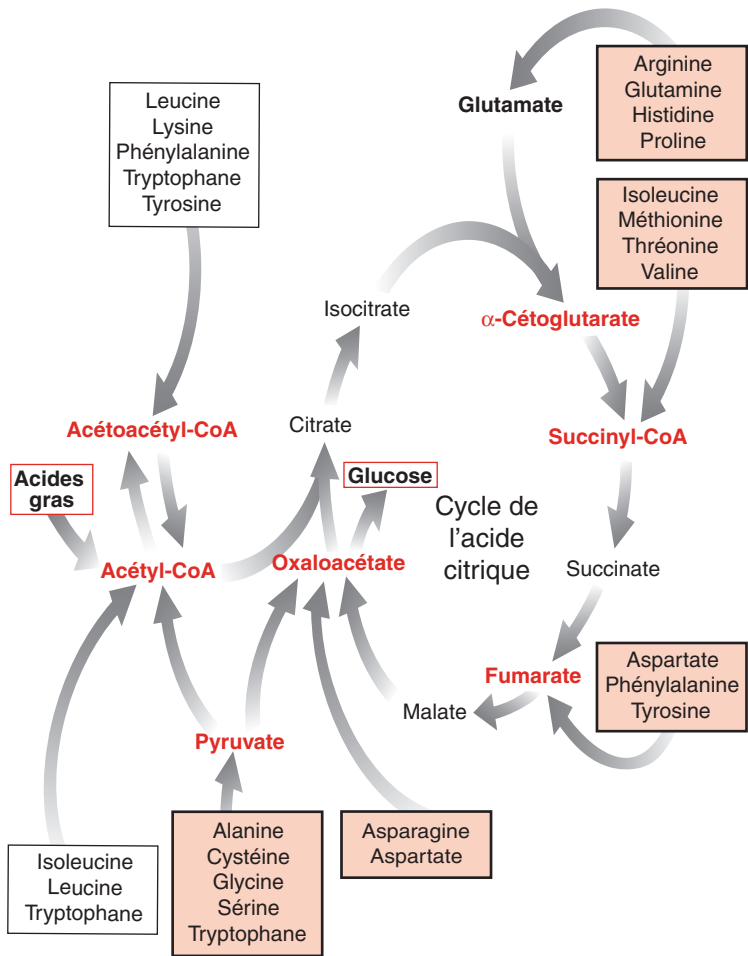 Arginine
Glutamine
Histidine
Proline
Glutamate
Leucine
Lysine
Phénylalanine
Tryptophane
Tyrosine
Isoleucine
Méthionine
Thréonine
Valine
Isocitrate
α-Cétoglutarate
Acétoacétyl-CoA
Citrate
Succinyl-CoA
Acides
gras
Glucose
Cycle de
l'acide
citrique
Acétyl-CoA
Oxaloacétate
Succinate
Fumarate
Aspartate
Phénylalanine
Tyrosine
Malate
Pyruvate
Isoleucine
Leucine
Tryptophane
Alanine
Cystéine
Glycine
Sérine
Tryptophane
Asparagine
Aspartate